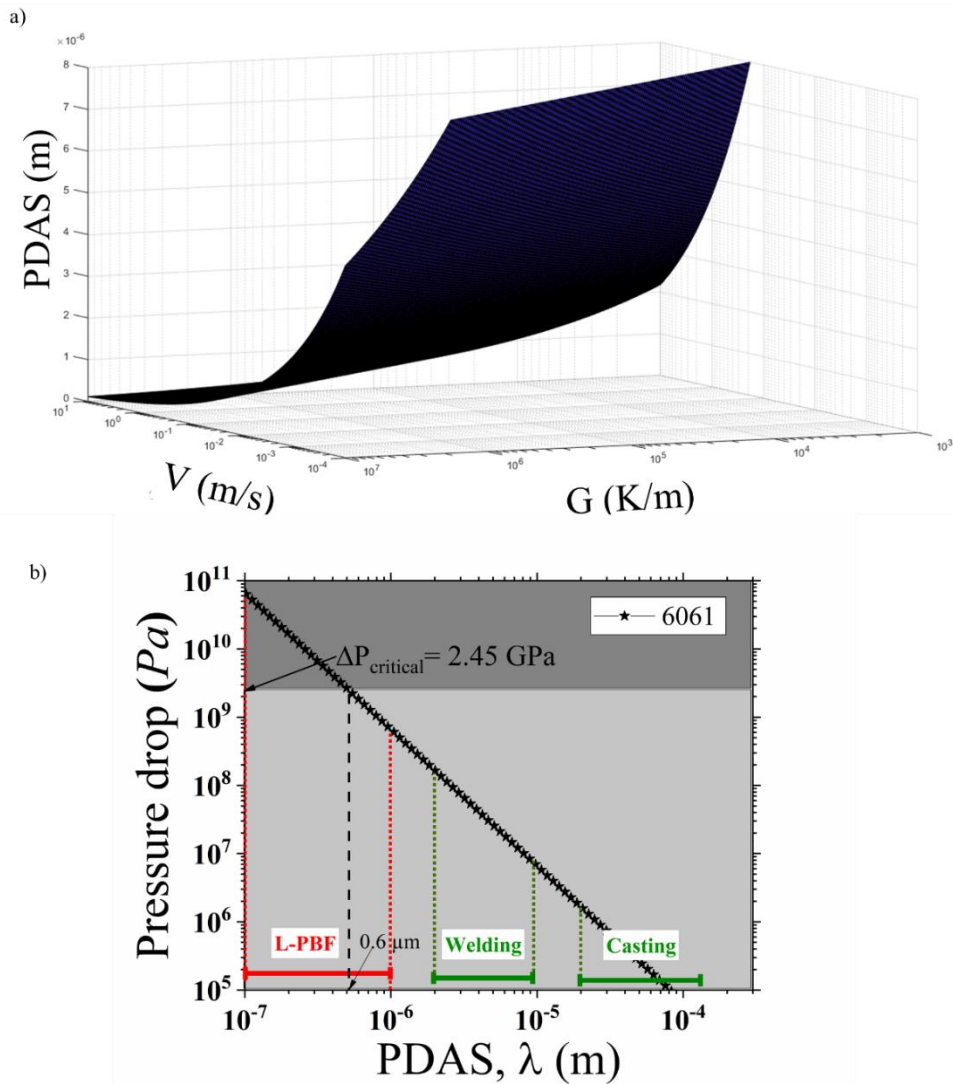 a)
×10⁻⁶
8
7
6
5
4
3
2
1
0
PDAS (m)
10¹
10⁰
10⁻¹
10⁻²
10⁻³
10⁻⁴
V (m/s)
10⁷
10⁶
10⁵
10⁴
10³
G (K/m)
b)
10¹¹
10¹⁰
10⁹
10⁸
10⁷
10⁶
10⁵
Pressure drop (Pa)
6061
ΔP_critical= 2.45 GPa
L-PBF
0.6 µm
Welding
Casting
10⁻⁷
10⁻⁶
10⁻⁵
10⁻⁴
PDAS, λ (m)